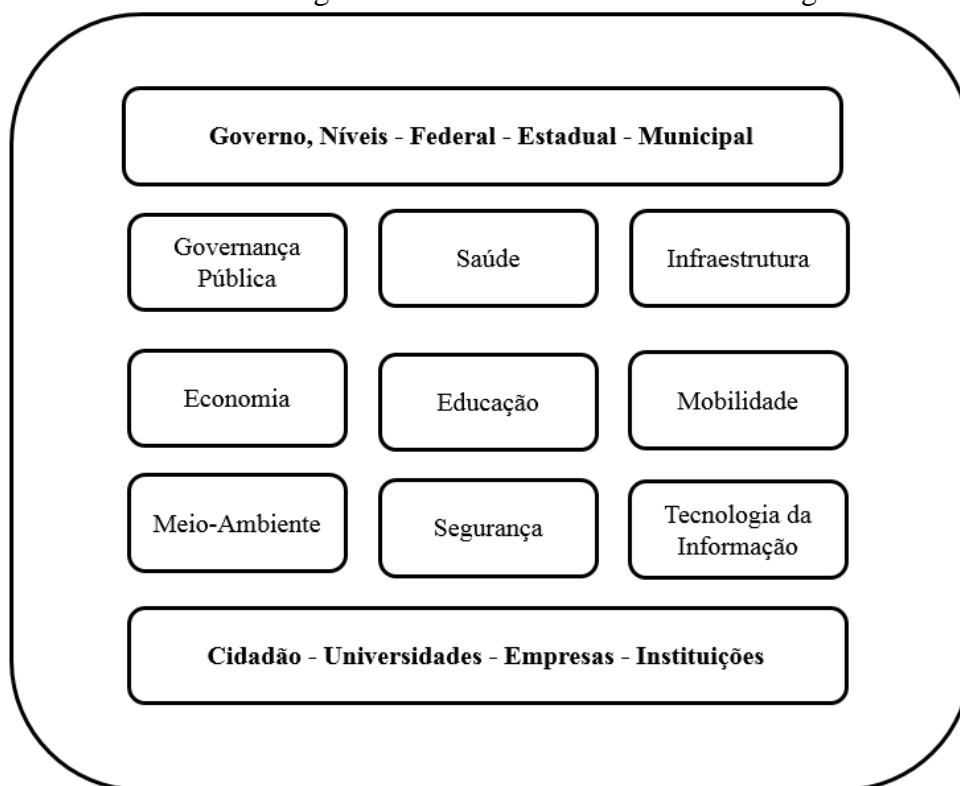 Governo, Níveis - Federal - Estadual - Municipal
Governança
Pública
Saúde
Infraestrutura
Economia
Educação
Mobilidade
Meio-Ambiente
Segurança
Tecnologia da
Informação
Cidadão - Universidades - Empresas - Instituições